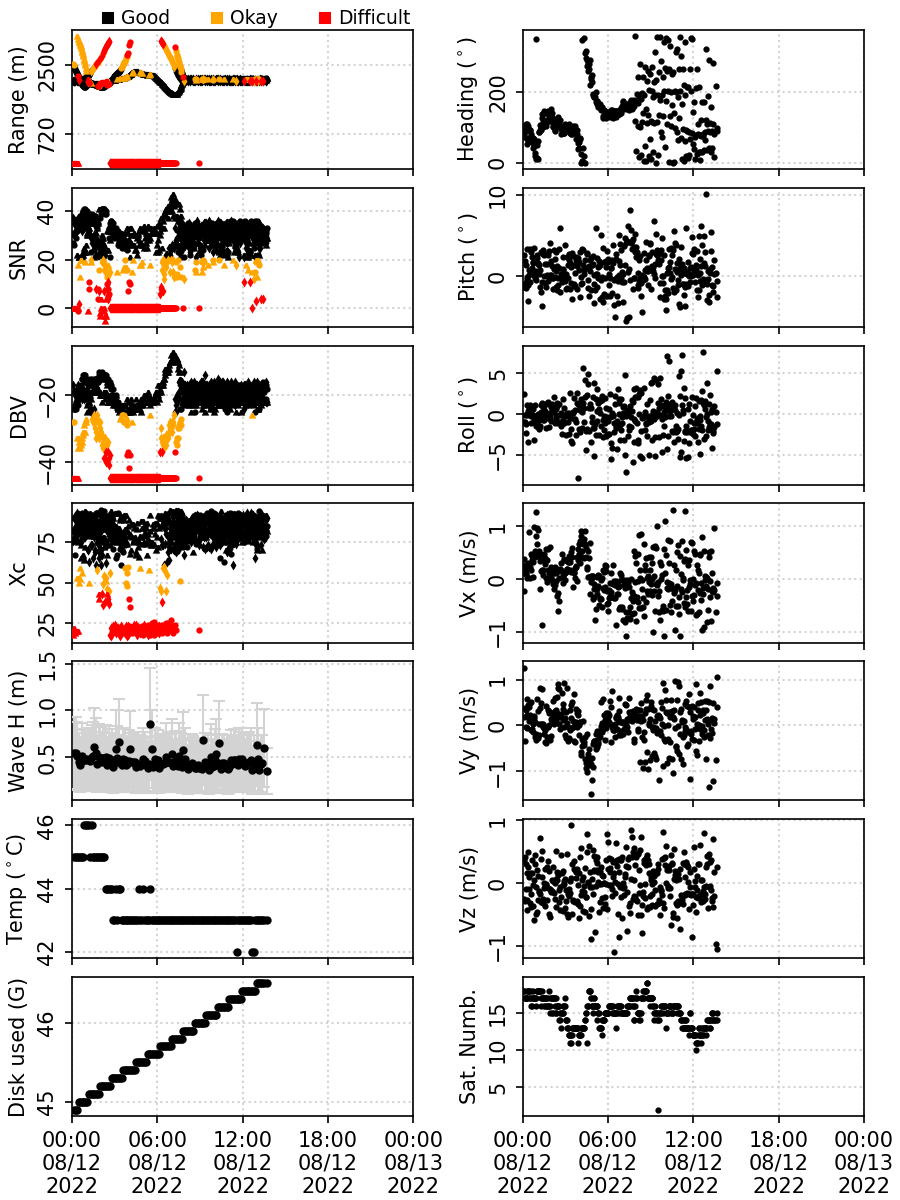 Good Okay Difficult
Range (m)
2500
720
Heading (°)
200
0
SNR
40
20
0
Pitch (°)
10
0
DBV
−20
−40
Roll (°)
5
0
−5
Xc
75
50
25
Vx (m/s)
1
0
−1
Wave H (m)
1.5
1.0
0.5
Vy (m/s)
1
0
−1
Temp (°C)
46
44
42
Vz (m/s)
1
0
−1
Disk used (G)
46
45
Sat. Numb.
15
10
5
00:00 06:00 12:00 18:00 00:00
08/12 08/12 08/12 08/12 08/13
2022 2022 2022 2022 2022
00:00 06:00 12:00 18:00 00:00
08/12 08/12 08/12 08/12 08/13
2022 2022 2022 2022 2022